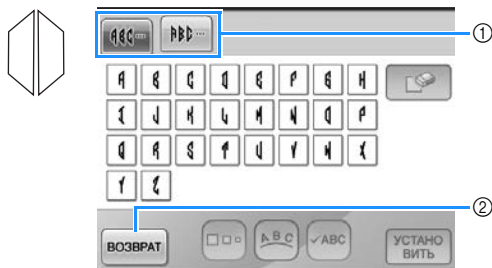 ABC ABC ①
A B C D E F G H
I J K L M N O P
Q R S T U V W X
Y Z
②
ВОЗВРАТ ABC ✓ABC УСТАНО
ВИТЬ